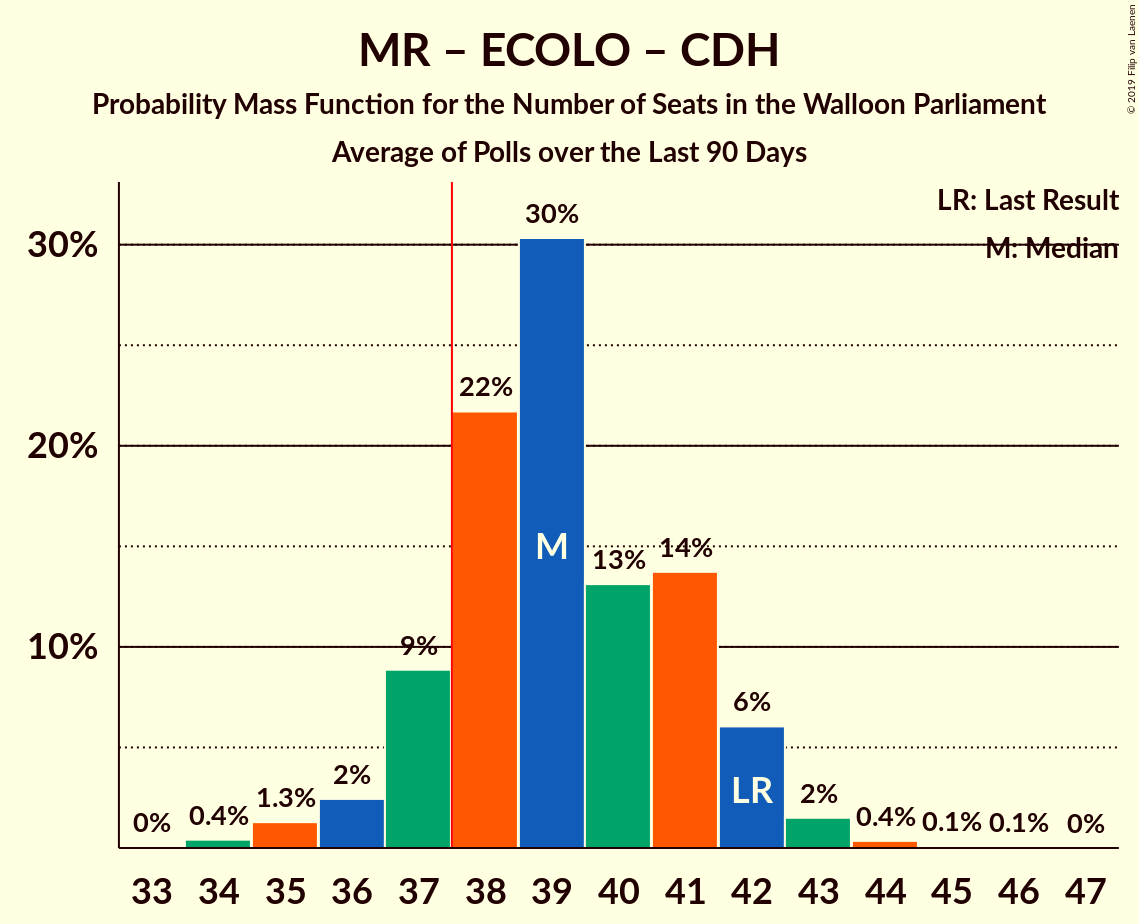 MR – ECOLO – CDH
Probability Mass Function for the Number of Seats in the Walloon Parliament
Average of Polls over the Last 90 Days
© 2019 Filip van Laenen
LR: Last Result
M: Median
30%
20%
10%
0%
0.4%
1.3%
2%
9%
22%
30%
13%
14%
6%
2%
0.4%
0.1%
0.1%
0%
M
LR
33 34 35 36 37 38 39 40 41 42 43 44 45 46 47